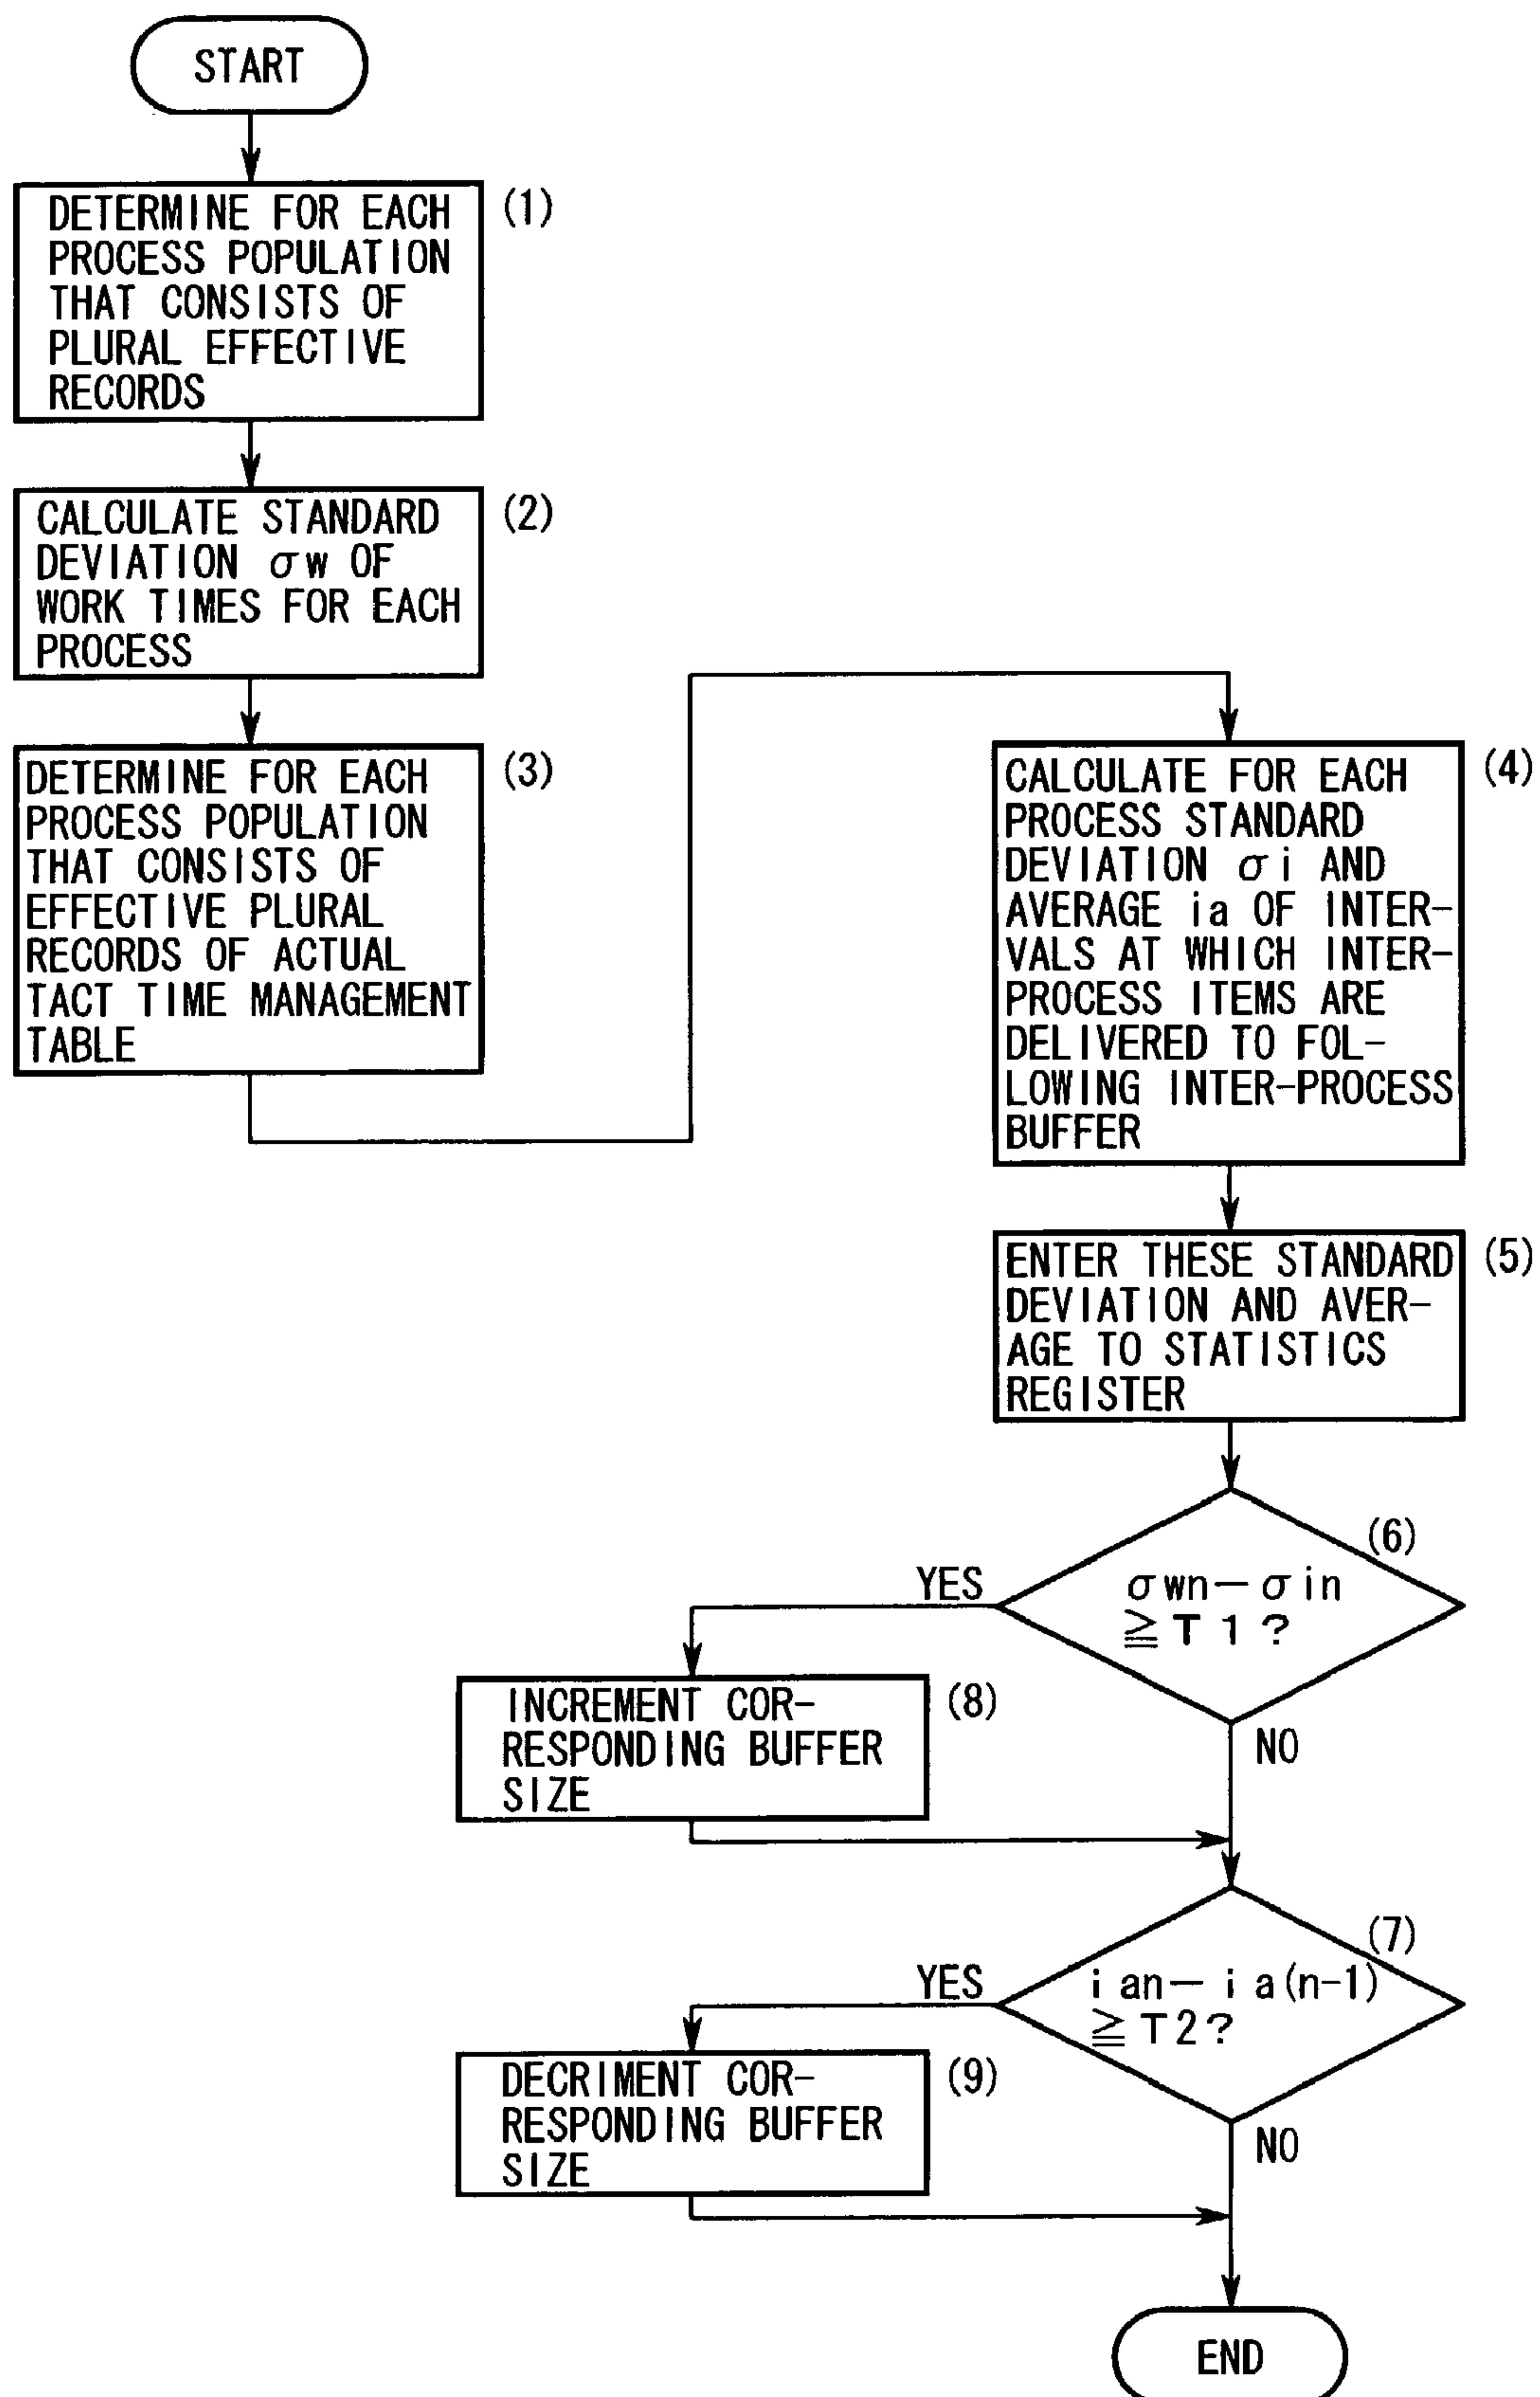 START
DETERMINE FOR EACH
PROCESS POPULATION
THAT CONSISTS OF
PLURAL EFFECTIVE
RECORDS
(1)
CALCULATE STANDARD
DEVIATION σw OF
WORK TIMES FOR EACH
PROCESS
(2)
DETERMINE FOR EACH
PROCESS POPULATION
THAT CONSISTS OF
EFFECTIVE PLURAL
RECORDS OF ACTUAL
TACT TIME MANAGEMENT
TABLE
(3)
CALCULATE FOR EACH
PROCESS STANDARD
DEVIATION σi AND
AVERAGE ia OF INTER-
VALS AT WHICH INTER-
PROCESS ITEMS ARE
DELIVERED TO FOL-
LOWING INTER-PROCESS
BUFFER
(4)
ENTER THESE STANDARD
DEVIATION AND AVER-
AGE TO STATISTICS
REGISTER
(5)
(6)
σwn－σin
≧T1?
YES
NO
INCREMENT COR-
RESPONDING BUFFER
SIZE
(8)
(7)
ian－ia(n-1)
≧T2?
YES
NO
DECRIMENT COR-
RESPONDING BUFFER
SIZE
(9)
END